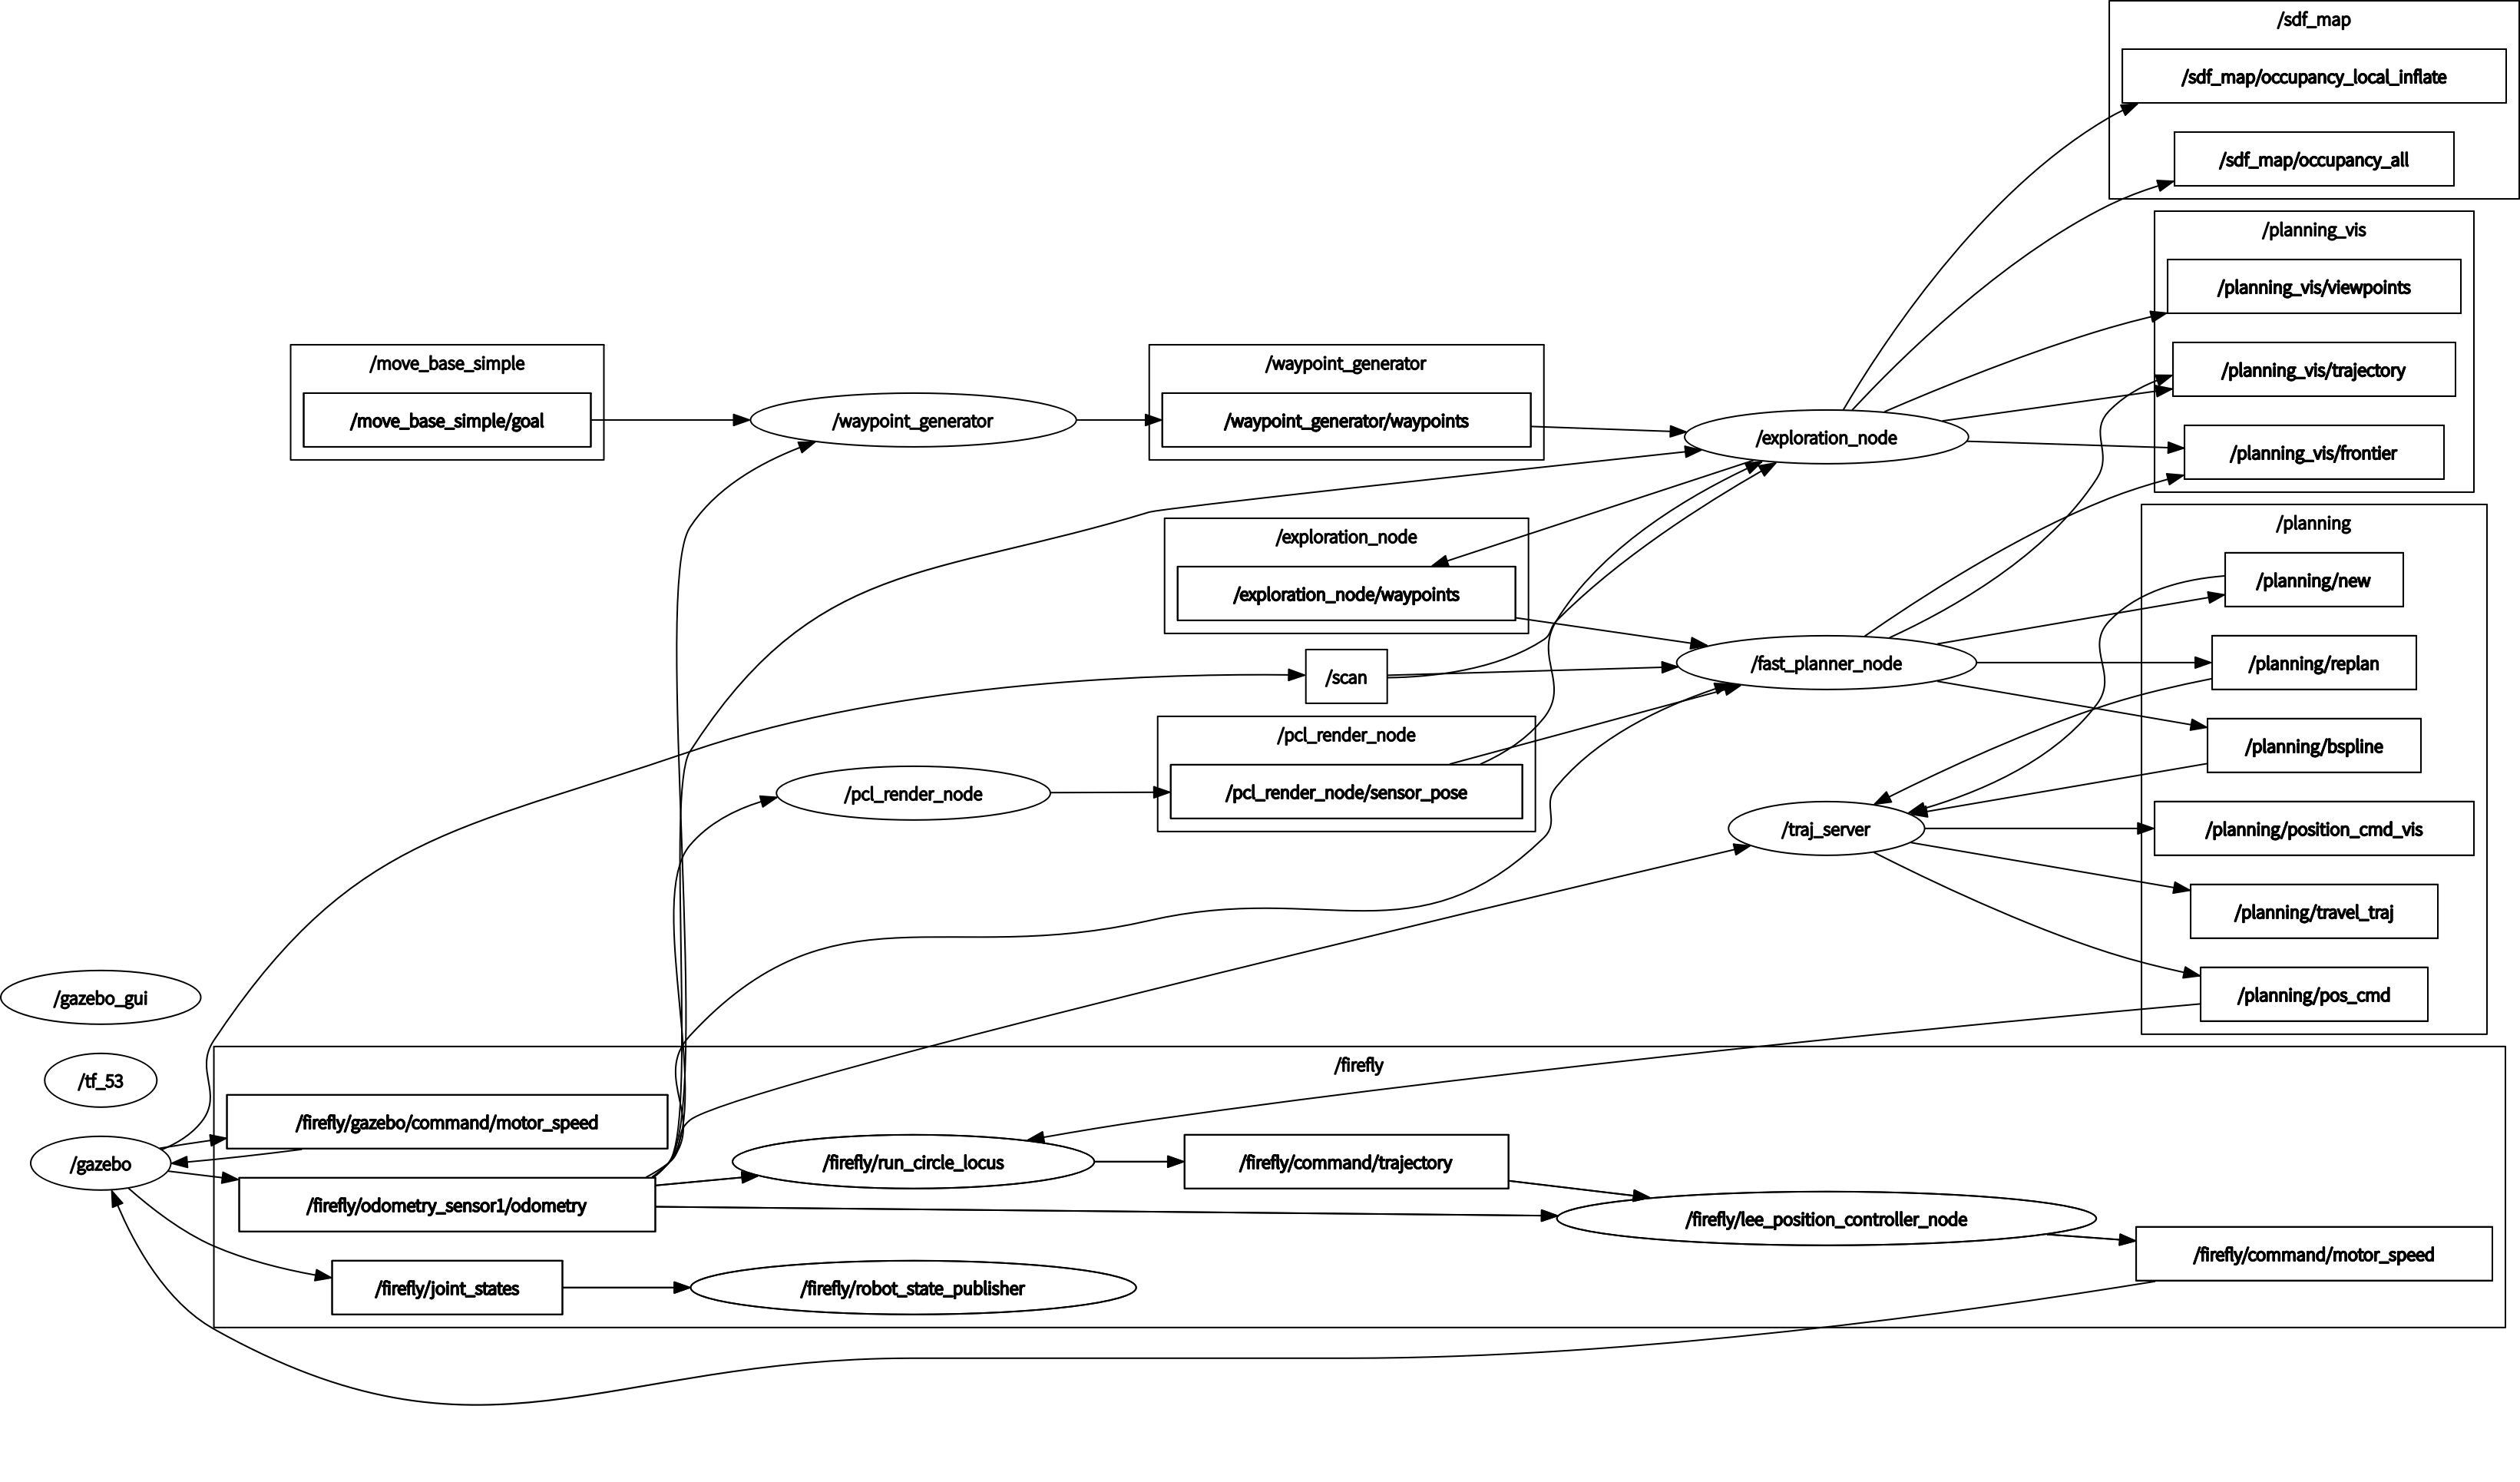 /sdf_map
/sdf_map/occupancy_local_inflate
/sdf_map/occupancy_all
/planning_vis
/planning_vis/viewpoints
/planning_vis/trajectory
/planning_vis/frontier
/move_base_simple
/move_base_simple/goal
/waypoint_generator
/waypoint_generator
/waypoint_generator/waypoints
/exploration_node
/exploration_node
/exploration_node/waypoints
/scan
/fast_planner_node
/pcl_render_node
/pcl_render_node
/pcl_render_node/sensor_pose
/traj_server
/planning
/planning/new
/planning/replan
/planning/bspline
/planning/position_cmd_vis
/planning/travel_traj
/planning/pos_cmd
/gazebo_gui
/tf_53
/gazebo
/firefly
/firefly/gazebo/command/motor_speed
/firefly/odometry_sensor1/odometry
/firefly/joint_states
/firefly/run_circle_locus
/firefly/robot_state_publisher
/firefly/command/trajectory
/firefly/lee_position_controller_node
/firefly/command/motor_speed